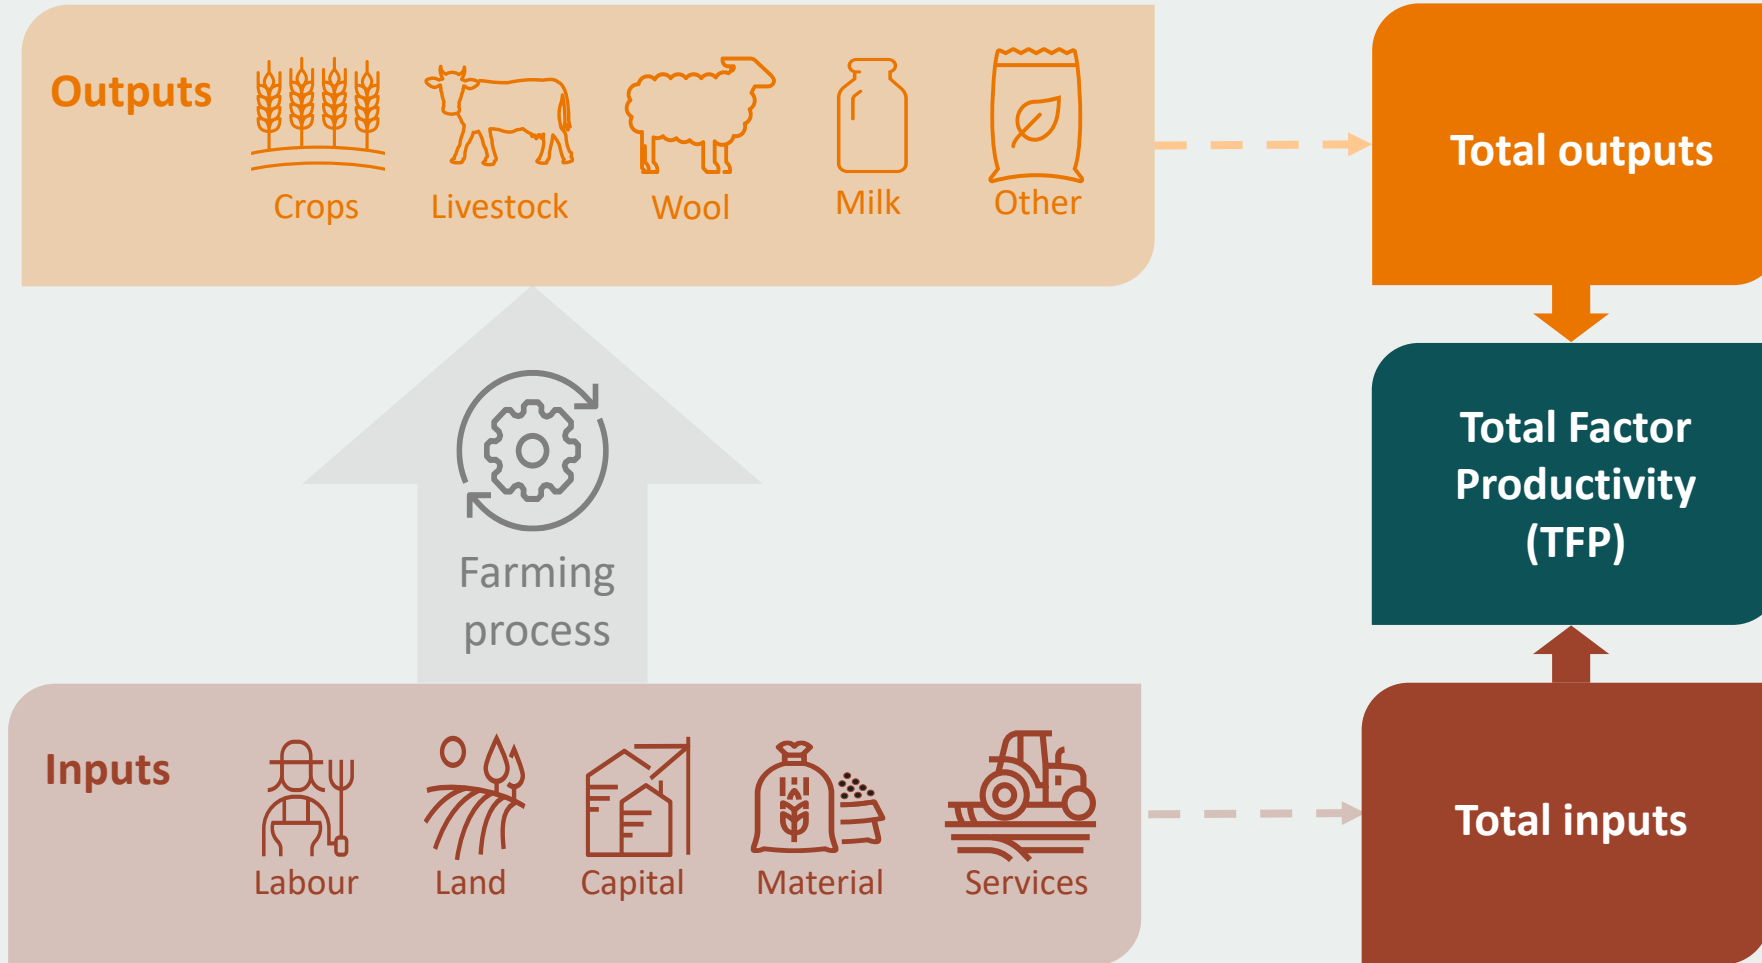 Outputs
Crops
Livestock
Wool
Milk
Other
Total outputs
Farming
process
Total Factor
Productivity
(TFP)
Inputs
Labour
Land
Capital
Material
Services
Total inputs